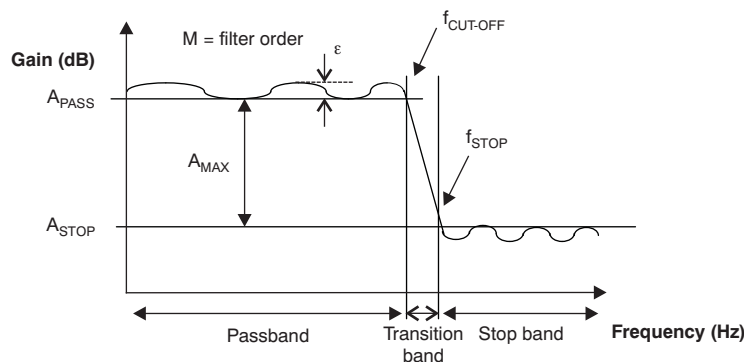 f_CUT-OFF
M = filter order
ε
Gain (dB)
A_PASS
f_STOP
A_MAX
A_STOP
Passband
Transition
band
Stop band
Frequency (Hz)